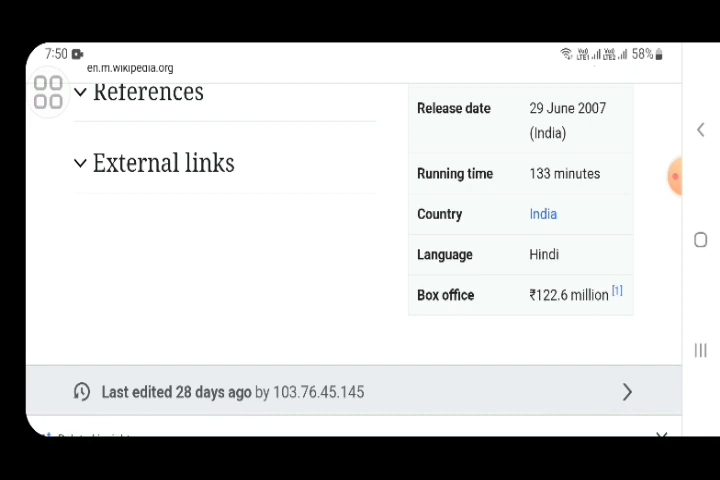 7:50 58%
en.m.wikipedia.org
References
External links
Release date 29 June 2007
(India)
Running time 133 minutes
Country India
Language Hindi
Box office ₹122.6 million [1]
Last edited 28 days ago by 103.76.45.145